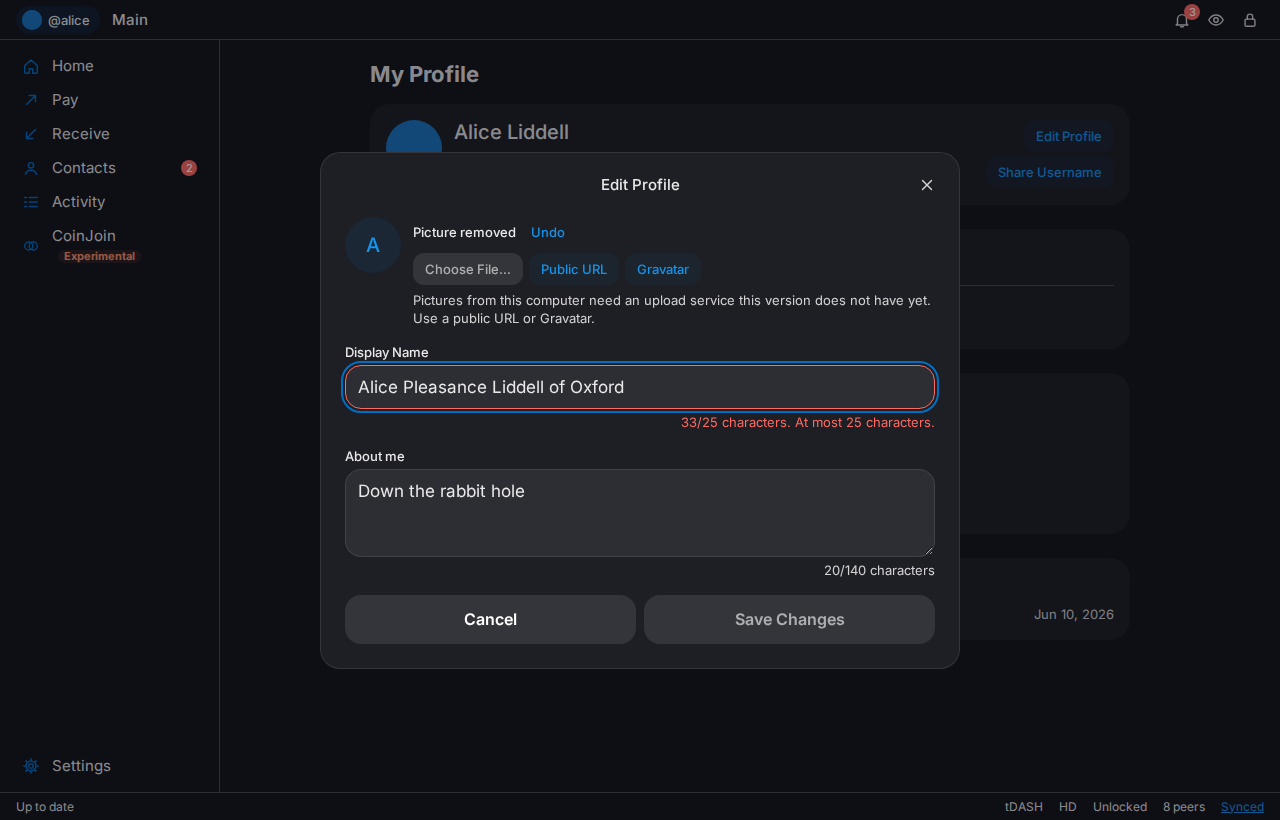 @alice
Main
3
Home
Pay
Receive
Contacts
2
Activity
CoinJoin
Experimental
Settings
My Profile
Alice Liddell
Edit Profile
Share Username
Jun 10, 2026
Edit Profile
A
Picture removed
Undo
Choose File...
Public URL
Gravatar
Pictures from this computer need an upload service this version does not have yet.
Use a public URL or Gravatar.
Display Name
Alice Pleasance Liddell of Oxford
33/25 characters. At most 25 characters.
About me
Down the rabbit hole
20/140 characters
Cancel
Save Changes
Up to date
tDASH
HD
Unlocked
8 peers
Synced